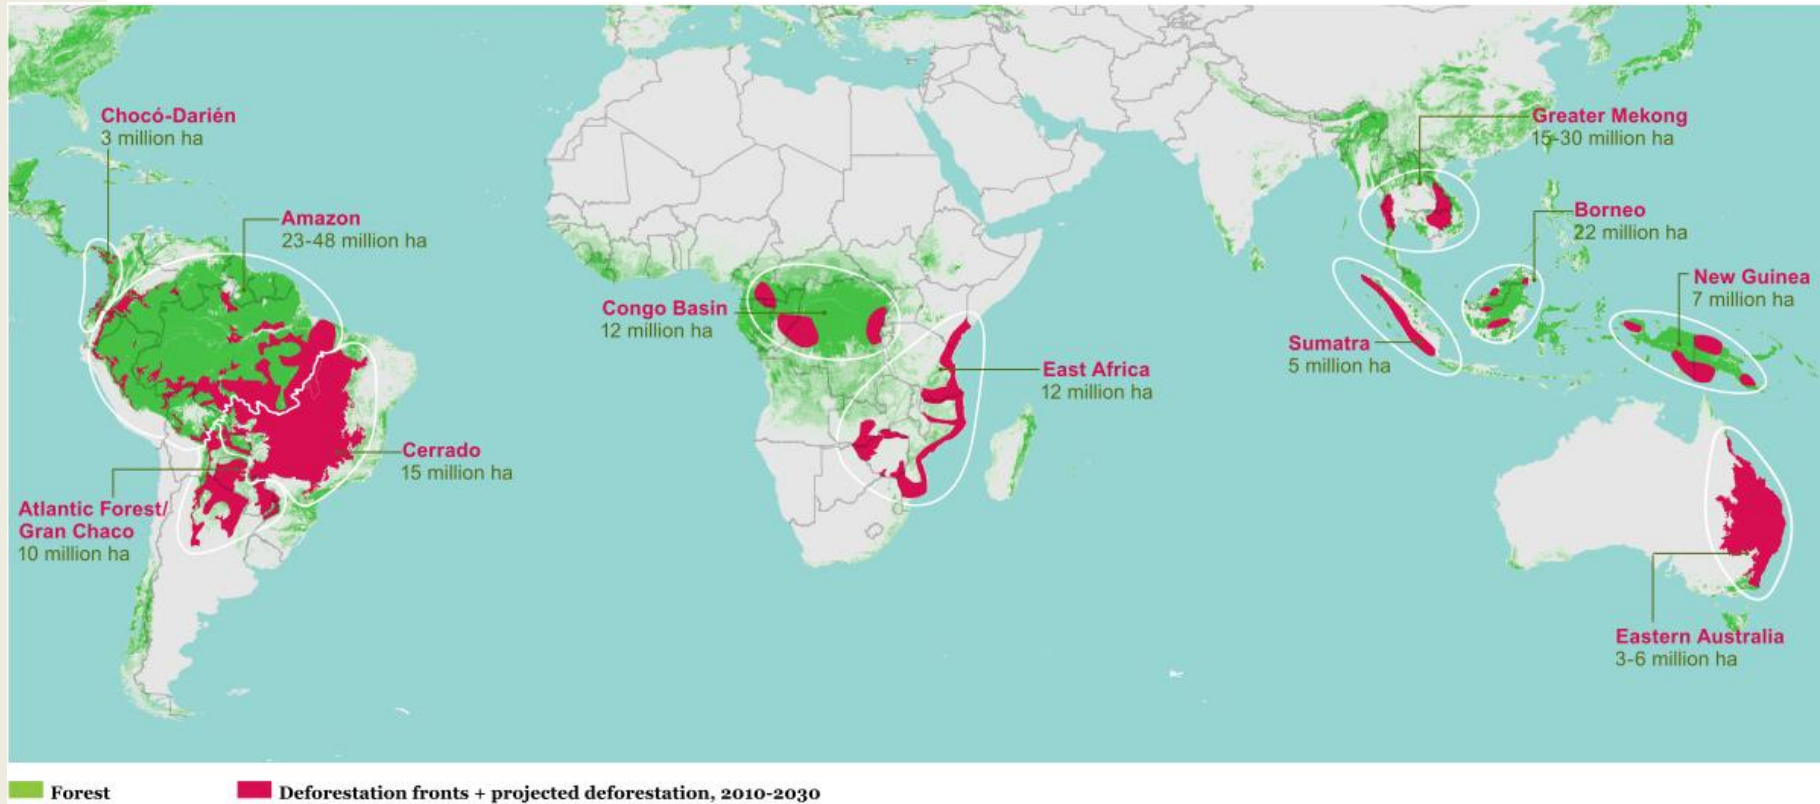 Chocó-Darién
3 million ha
Amazon
23-48 million ha
Greater Mekong
15-30 million ha
Borneo
22 million ha
New Guinea
7 million ha
Congo Basin
12 million ha
Sumatra
5 million ha
East Africa
12 million ha
Cerrado
15 million ha
Atlantic Forest/
Gran Chaco
10 million ha
Eastern Australia
3-6 million ha
Forest
Deforestation fronts + projected deforestation, 2010-2030